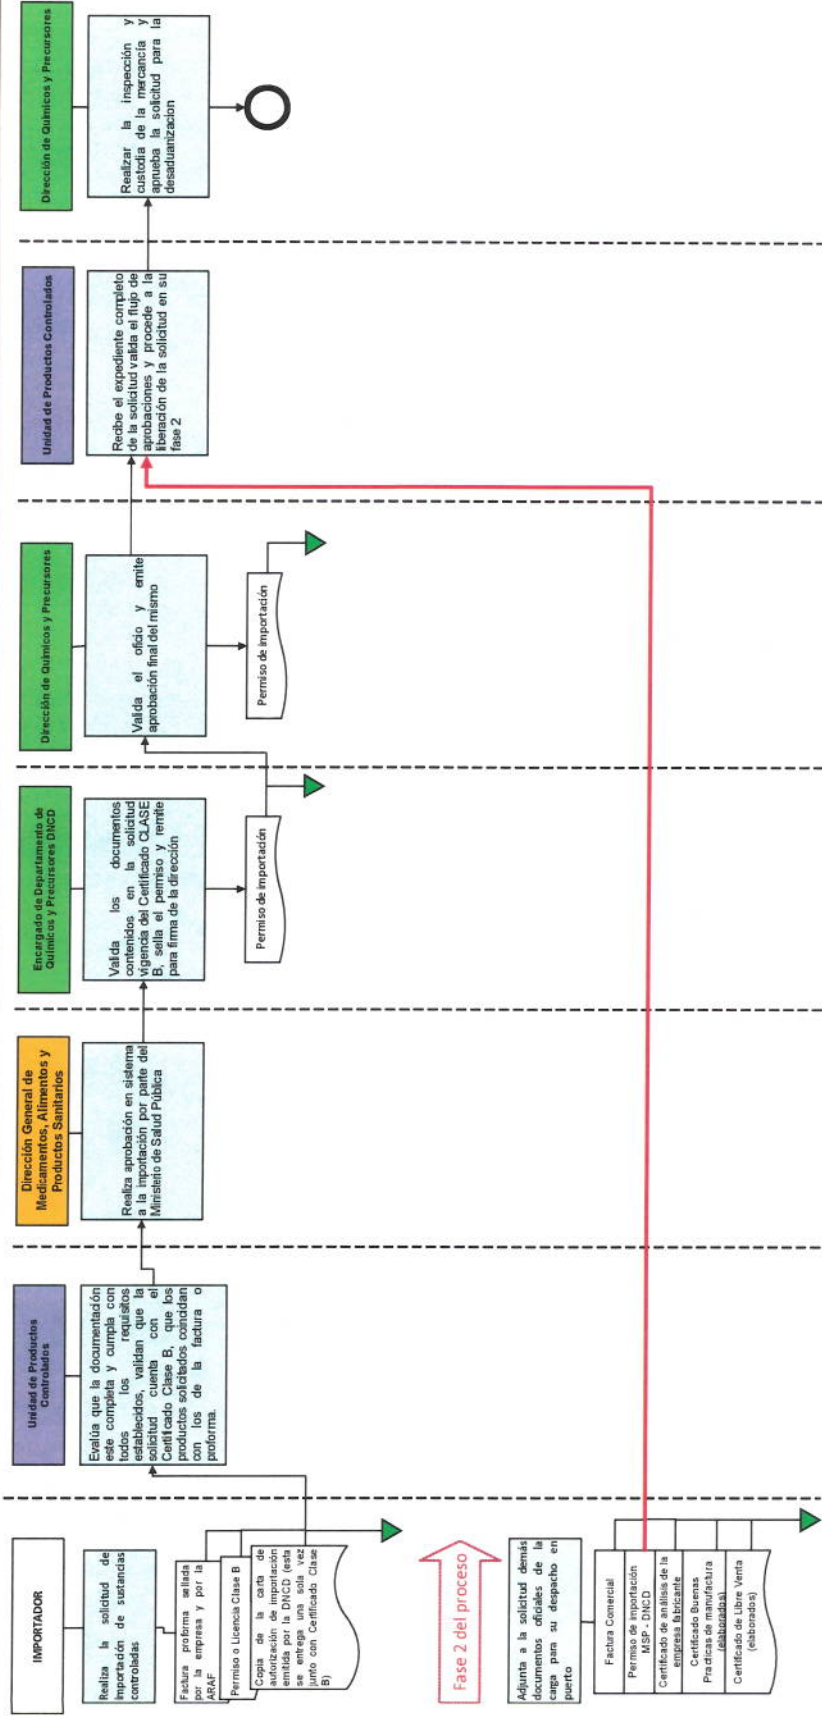 IMPORTADOR
Realiza la solicitud de
importación de sustancias
controladas
Factura proforma sellada
por la empresa y por la
ARAF
Permiso o Licencia Clase B
Copia de la carta de
autorización de importación
emitida por la DNCD (esta
se entrega una sola vez
junto con Certificado Clase
B)
Fase 2 del proceso
Adjunta a la solicitud demás
documentos oficiales de la
carga para su despacho en
puerto
Factura Comercial
Permiso de importación
MSP - DNCD
Certificado de análisis de la
empresa fabricante
Certificado Buenas
Practicas de manufactura
(elaborados)
Certificado de Libre Venta
(elaborados)
Unidad de Productos
Controlados
Evalúa que la documentación
este completa y cumpla con
todos los requisitos
establecidos, validan que la
solicitud cuenta con el
Certificado Clase B, que los
productos solicitados coincidan
con los de la factura o
proforma.
Dirección General de
Medicamentos, Alimentos y
Productos Sanitarios
Realiza aprobación en sistema
a la importación por parte del
Ministerio de Salud Pública
Encargado de Departamento de
Químicos y Precursores DNCD
Valida los documentos
contenidos en la solicitud
vigencia del Certificado CLASE
B, sella el permiso y remite
para firma de la dirección
Permiso de importación
Dirección de Químicos y Precursores
Valida el oficio y emite
aprobación final del mismo
Permiso de importación
Unidad de Productos Controlados
Recibe el expediente completo
de la solicitud valida el flujo de
aprobaciones y procede a la
liberación de la solicitud en su
fase 2
Dirección de Químicos y Precursores
Realizar la inspección y
custodia de la mercancía y
aprueba la solicitud para la
desaduanizacion